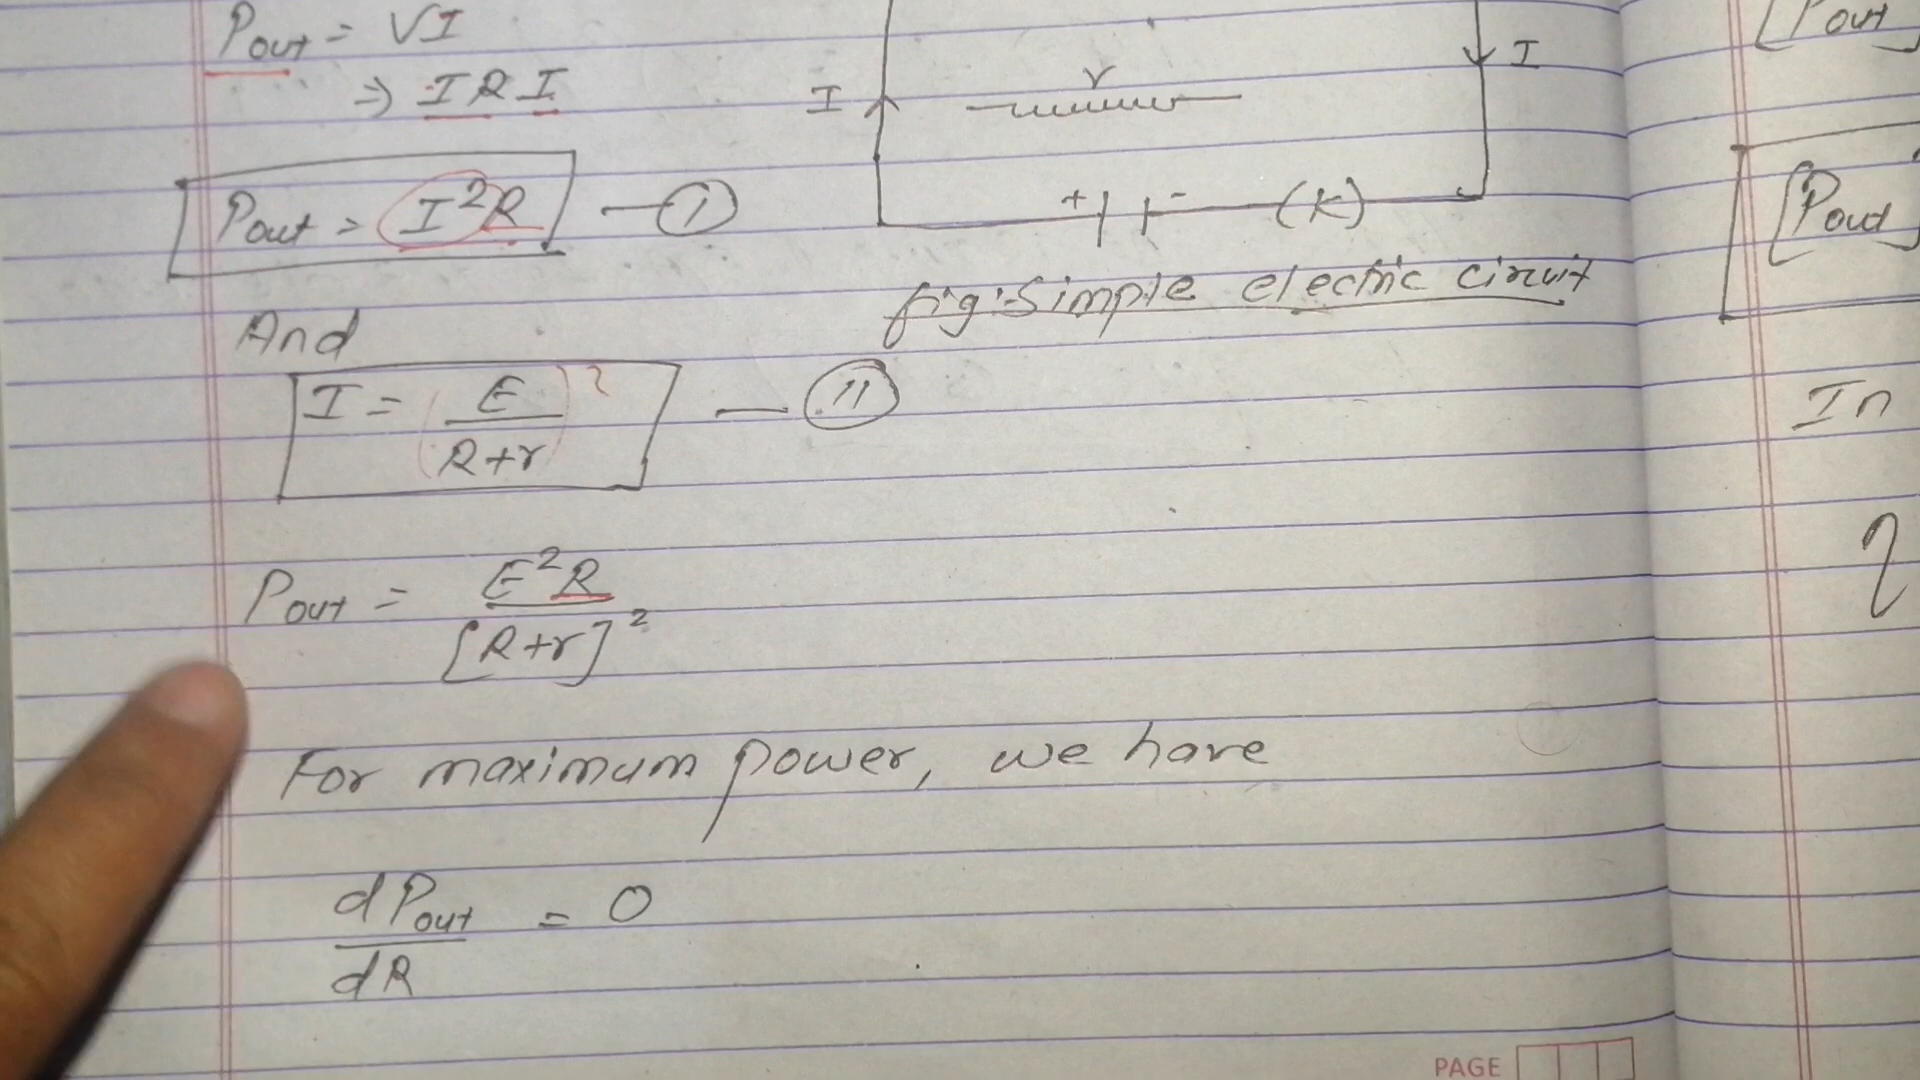 Pout = VI
=) I R I
Pout = I²R — (i)
And
I = (E / R+r)² — (ii)
Pout = E²R / [R+r]²
For maximum power, we have
dPout / dR = 0
I
r
I
+ -
(K)
fig:-Simple electric circuit
[Pout]
[Pout]
In
η
PAGE